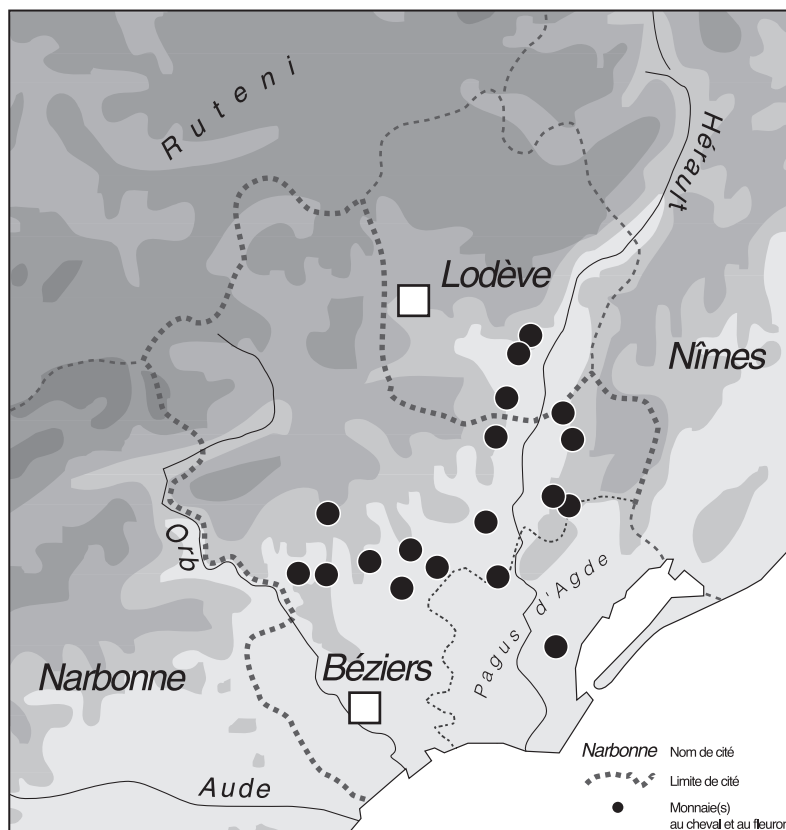 Ruteni
Hérault
Lodève
Nîmes
Orb
Pagus d'Agde
Narbonne
Béziers
Aude
Narbonne Nom de cité
Limite de cité
Monnaie(s)
au cheval et au fleuron